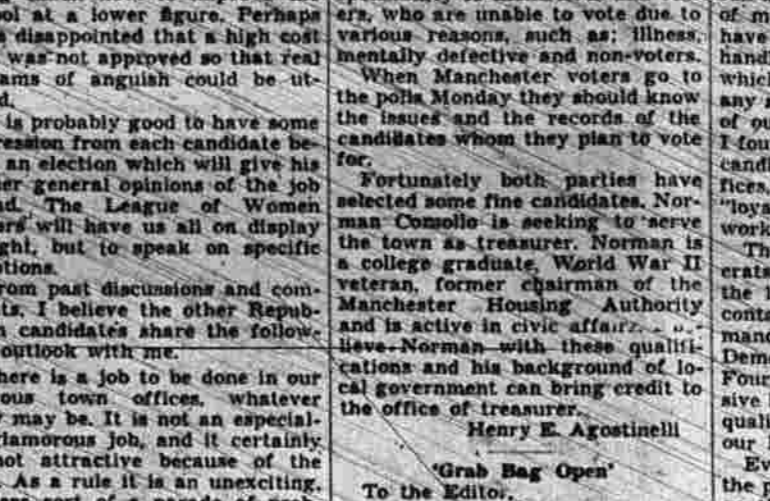 ool at a lower figure. Perhaps
disappointed that a high cost
was not approved so that real
ams of anguish could be ut-
d.
is probably good to have some
ression from each candidate be-
an election which will give his
er general opinions of the job
d. The League of Women
ers will have us all on display
ght, but to speak on specific
tions.
rom past discussions and com-
ts, I believe the other Repub-
n candidates share the follow-
outlook with me.
here is a job to be done in our
ous town offices, whatever
may be. It is not an especial-
lamorous job, and it certainly
not attractive because of the
. As a rule it is an unexciting,
ers, who are unable to vote due to
various reasons, such as: illness,
mentally defective and non-voters.
When Manchester voters go to
the polls Monday they should know
the issues and the records of the
candidates whom they plan to vote
for.
Fortunately both parties have
selected some fine candidates. Nor-
man Comollo is seeking to serve
the town as treasurer. Norman is
a college graduate, World War II
veteran, former chairman of the
Manchester Housing Authority
and is active in civic affairs.
lieve Norman with these qualifi-
cations and his background of lo-
cal government can bring credit to
the office of treasurer.
Henry E. Agostinelli
'Grab Bag Open'
To the Editor,
of m
have
handl
which
any s
of ou
I fou
candi
fices,
"loya
work
Th
erats
the l
conta
mand
Demo
Four
sive
quali
our
Ev
the p